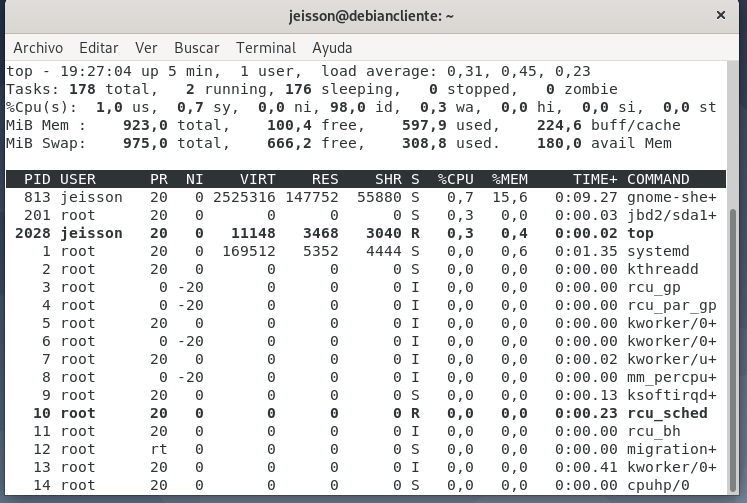 jeisson@debiancliente: ~
Archivo Editar Ver Buscar Terminal Ayuda
top - 19:27:04 up 5 min, 1 user, load average: 0,31, 0,45, 0,23
Tasks: 178 total, 2 running, 176 sleeping, 0 stopped, 0 zombie
%Cpu(s): 1,0 us, 0,7 sy, 0,0 ni, 98,0 id, 0,3 wa, 0,0 hi, 0,0 si, 0,0 st
MiB Mem : 923,0 total, 100,4 free, 597,9 used, 224,6 buff/cache
MiB Swap: 975,0 total, 666,2 free, 308,8 used. 180,0 avail Mem
PID USER PR NI VIRT RES SHR S %CPU %MEM TIME+ COMMAND
813 jeisson 20 0 2525316 147752 55880 S 0,7 15,6 0:09.27 gnome-she+
201 root 20 0 0 0 0 S 0,3 0,0 0:00.03 jbd2/sda1+
2028 jeisson 20 0 11148 3468 3040 R 0,3 0,4 0:00.02 top
1 root 20 0 169512 5352 4444 S 0,0 0,6 0:01.35 systemd
2 root 20 0 0 0 0 S 0,0 0,0 0:00.00 kthreadd
3 root 0 -20 0 0 0 I 0,0 0,0 0:00.00 rcu_gp
4 root 0 -20 0 0 0 I 0,0 0,0 0:00.00 rcu_par_gp
5 root 20 0 0 0 0 I 0,0 0,0 0:00.00 kworker/0+
6 root 0 -20 0 0 0 I 0,0 0,0 0:00.00 kworker/0+
7 root 20 0 0 0 0 I 0,0 0,0 0:00.02 kworker/u+
8 root 0 -20 0 0 0 I 0,0 0,0 0:00.00 mm_percpu+
9 root 20 0 0 0 0 S 0,0 0,0 0:00.13 ksoftirqd+
10 root 20 0 0 0 0 R 0,0 0,0 0:00.23 rcu_sched
11 root 20 0 0 0 0 I 0,0 0,0 0:00.00 rcu_bh
12 root rt 0 0 0 0 S 0,0 0,0 0:00.00 migration+
13 root 20 0 0 0 0 I 0,0 0,0 0:00.41 kworker/0+
14 root 20 0 0 0 0 S 0,0 0,0 0:00.00 cpuhp/0